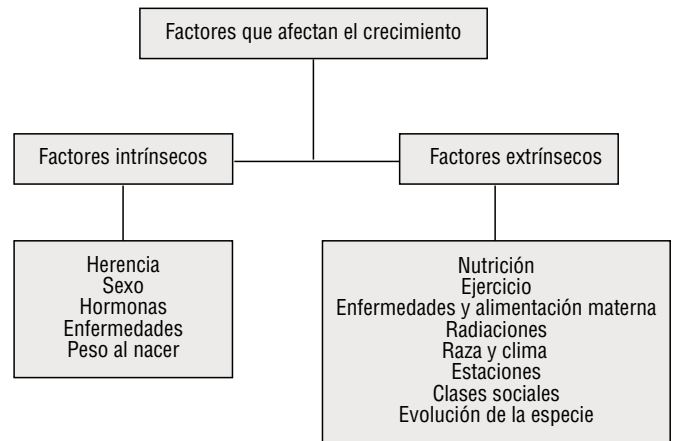 Factores que afectan el crecimiento
Factores intrínsecos
Factores extrínsecos
Herencia
Sexo
Hormonas
Enfermedades
Peso al nacer
Nutrición
Ejercicio
Enfermedades y alimentación materna
Radiaciones
Raza y clima
Estaciones
Clases sociales
Evolución de la especie